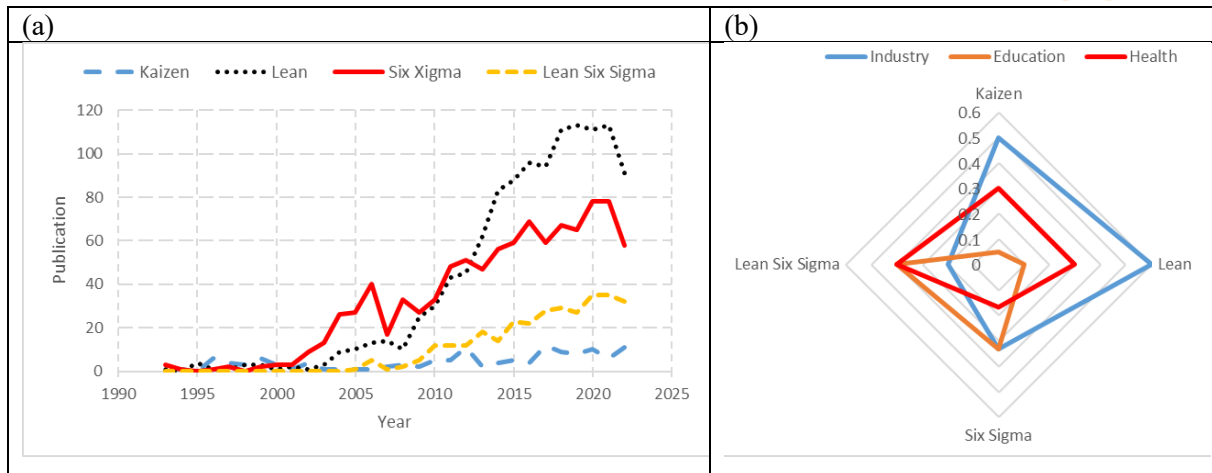 (a)
Kaizen Lean Six Xigma Lean Six Sigma
120
100
80
60
40
20
0
Publication
1990 1995 2000 2005 2010 2015 2020 2025
Year
(b)
Industry Education Health
Kaizen
0.6
0.5
0.4
0.3
0.2
0.1
0
Lean Six Sigma
Lean
Six Sigma